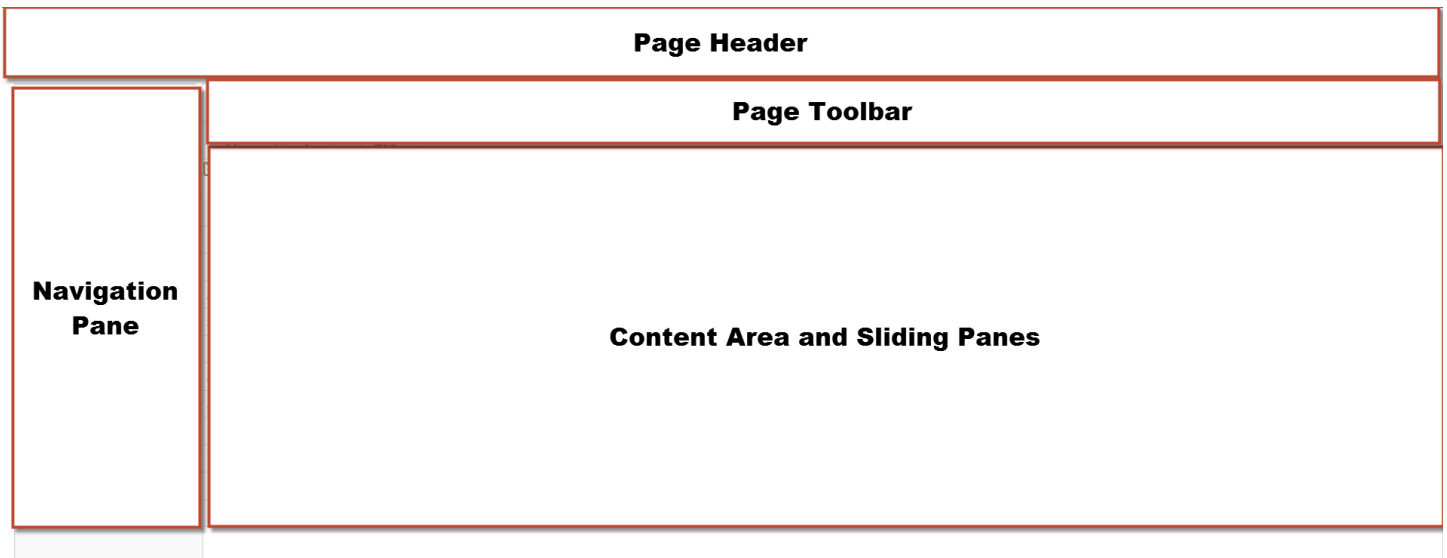 Page Header
Page Toolbar
Navigation
Pane
Content Area and Sliding Panes